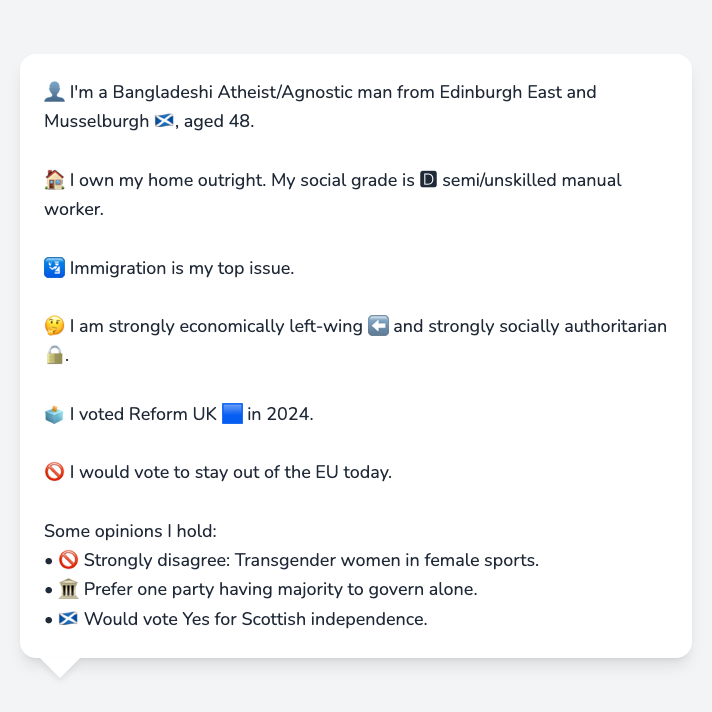 👤 I'm a Bangladeshi Atheist/Agnostic man from Edinburgh East and
Musselburgh 🏴󠁧󠁢󠁳󠁣󠁴󠁿, aged 48.
🏠 I own my home outright. My social grade is 🅳 semi/unskilled manual
worker.
🛂 Immigration is my top issue.
🤔 I am strongly economically left-wing ⬅️ and strongly socially authoritarian
🔒.
🗳️ I voted Reform UK 🟦 in 2024.
🚫 I would vote to stay out of the EU today.
Some opinions I hold:
• 🚫 Strongly disagree: Transgender women in female sports.
• 🏛️ Prefer one party having majority to govern alone.
• 🏴󠁧󠁢󠁳󠁣󠁴󠁿 Would vote Yes for Scottish independence.